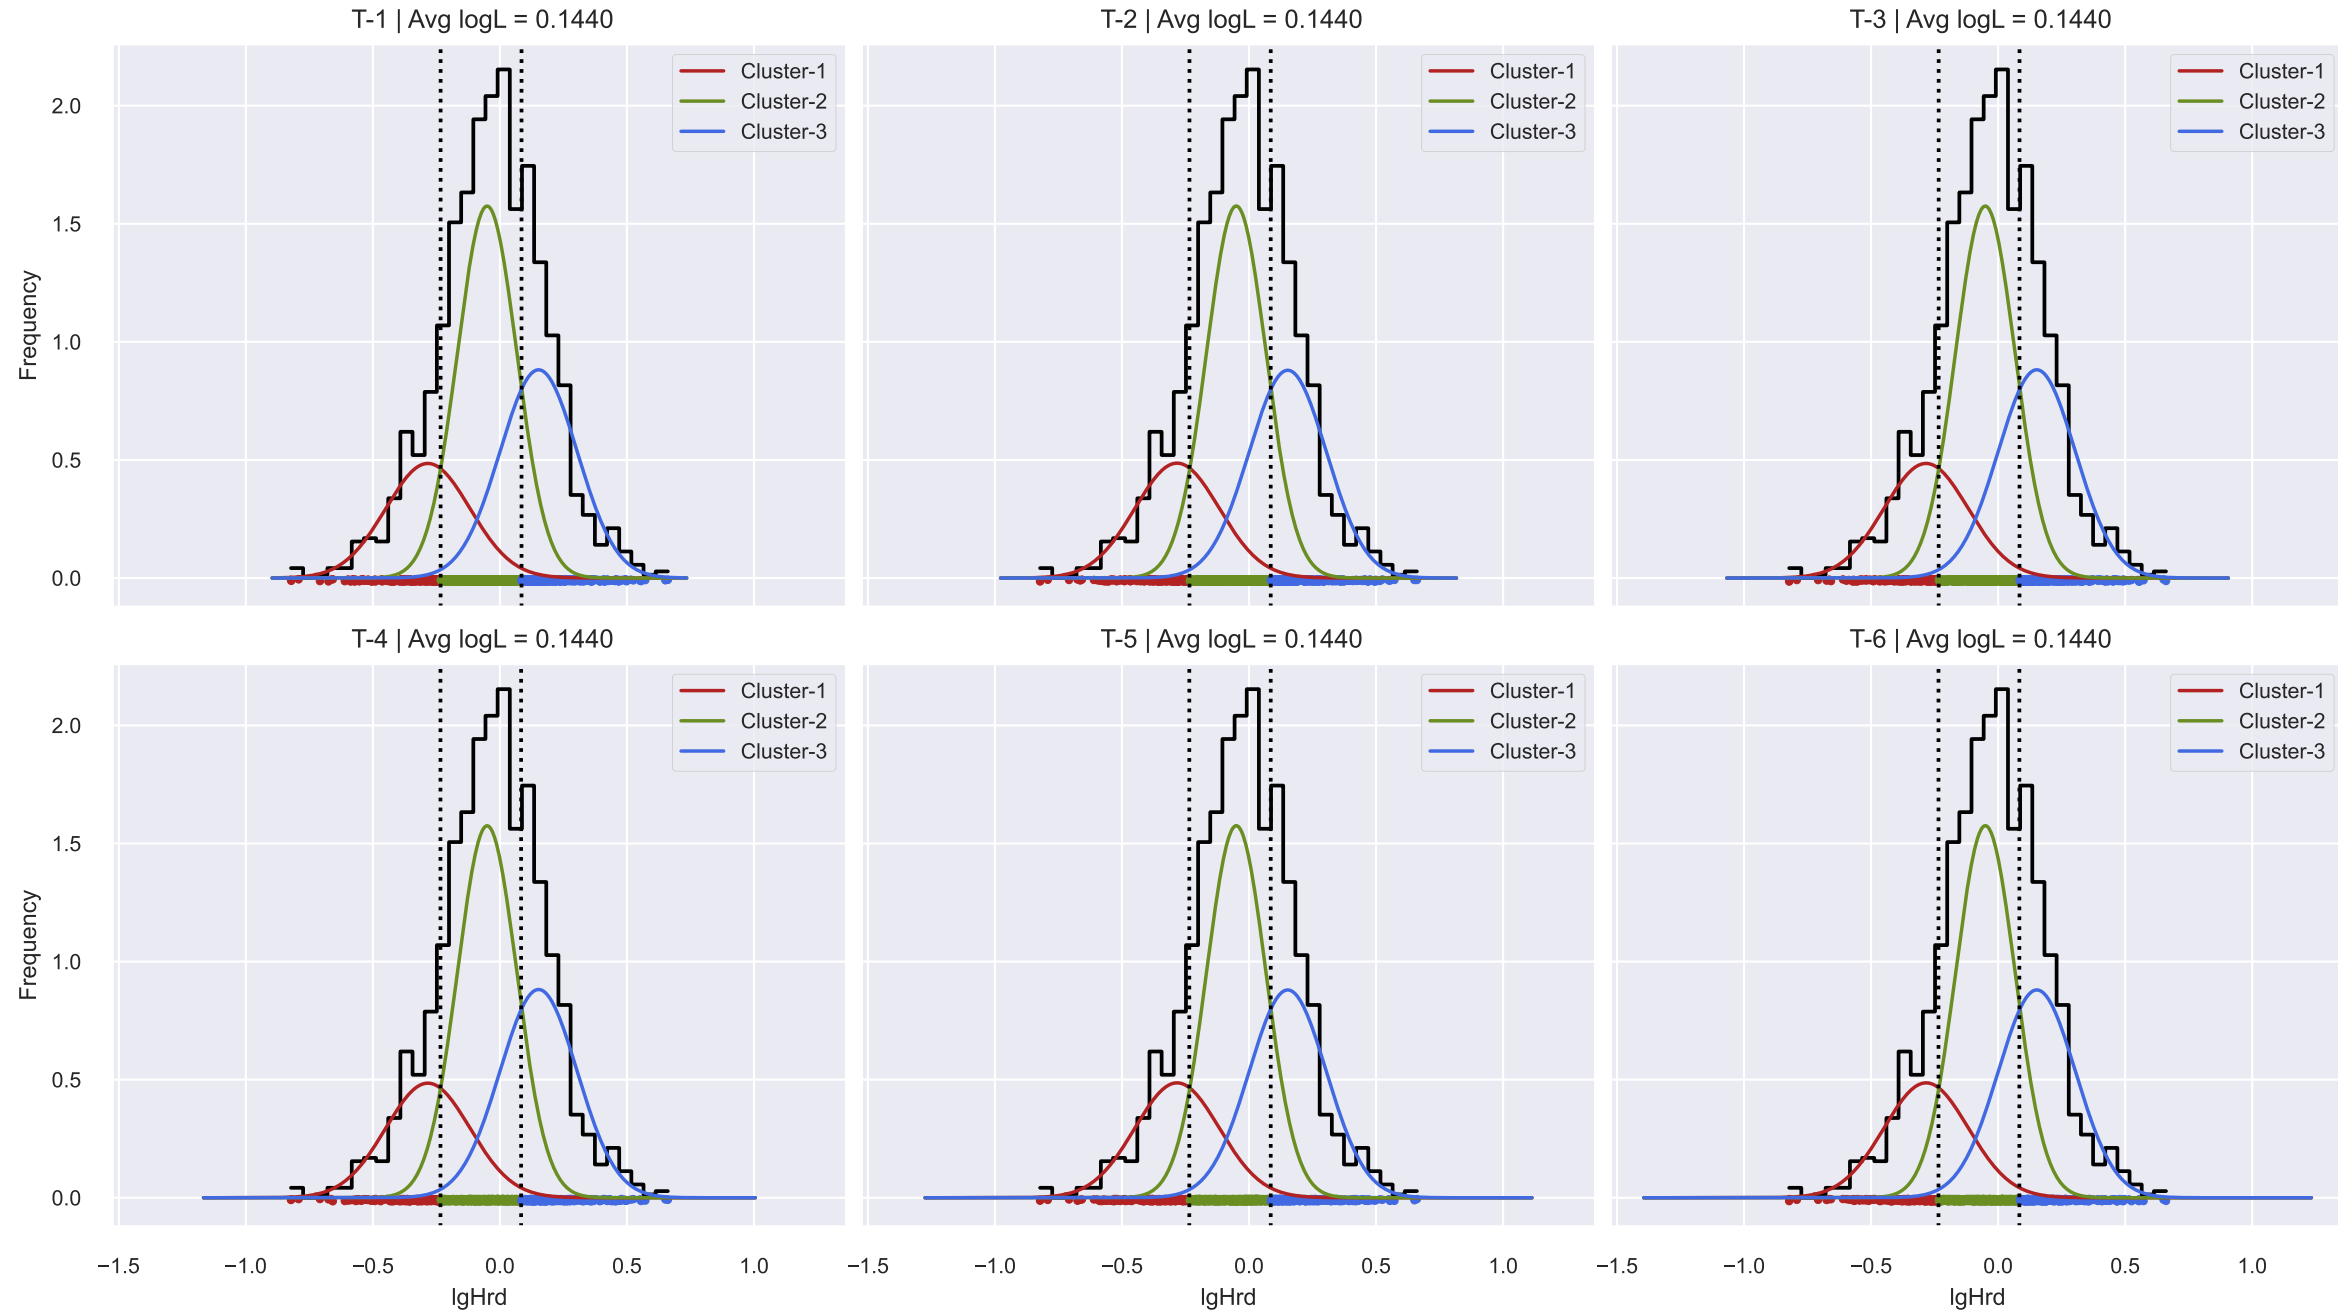 T-1 | Avg logL = 0.1440
T-2 | Avg logL = 0.1440
T-3 | Avg logL = 0.1440
Cluster-1
Cluster-2
Cluster-3
Cluster-1
Cluster-2
Cluster-3
Cluster-1
Cluster-2
Cluster-3
Frequency
2.0
1.5
1.0
0.5
0.0
T-4 | Avg logL = 0.1440
T-5 | Avg logL = 0.1440
T-6 | Avg logL = 0.1440
Cluster-1
Cluster-2
Cluster-3
Cluster-1
Cluster-2
Cluster-3
Cluster-1
Cluster-2
Cluster-3
Frequency
2.0
1.5
1.0
0.5
0.0
−1.5 −1.0 −0.5 0.0 0.5 1.0
−1.5 −1.0 −0.5 0.0 0.5 1.0
−1.5 −1.0 −0.5 0.0 0.5 1.0
lgHrd
lgHrd
lgHrd